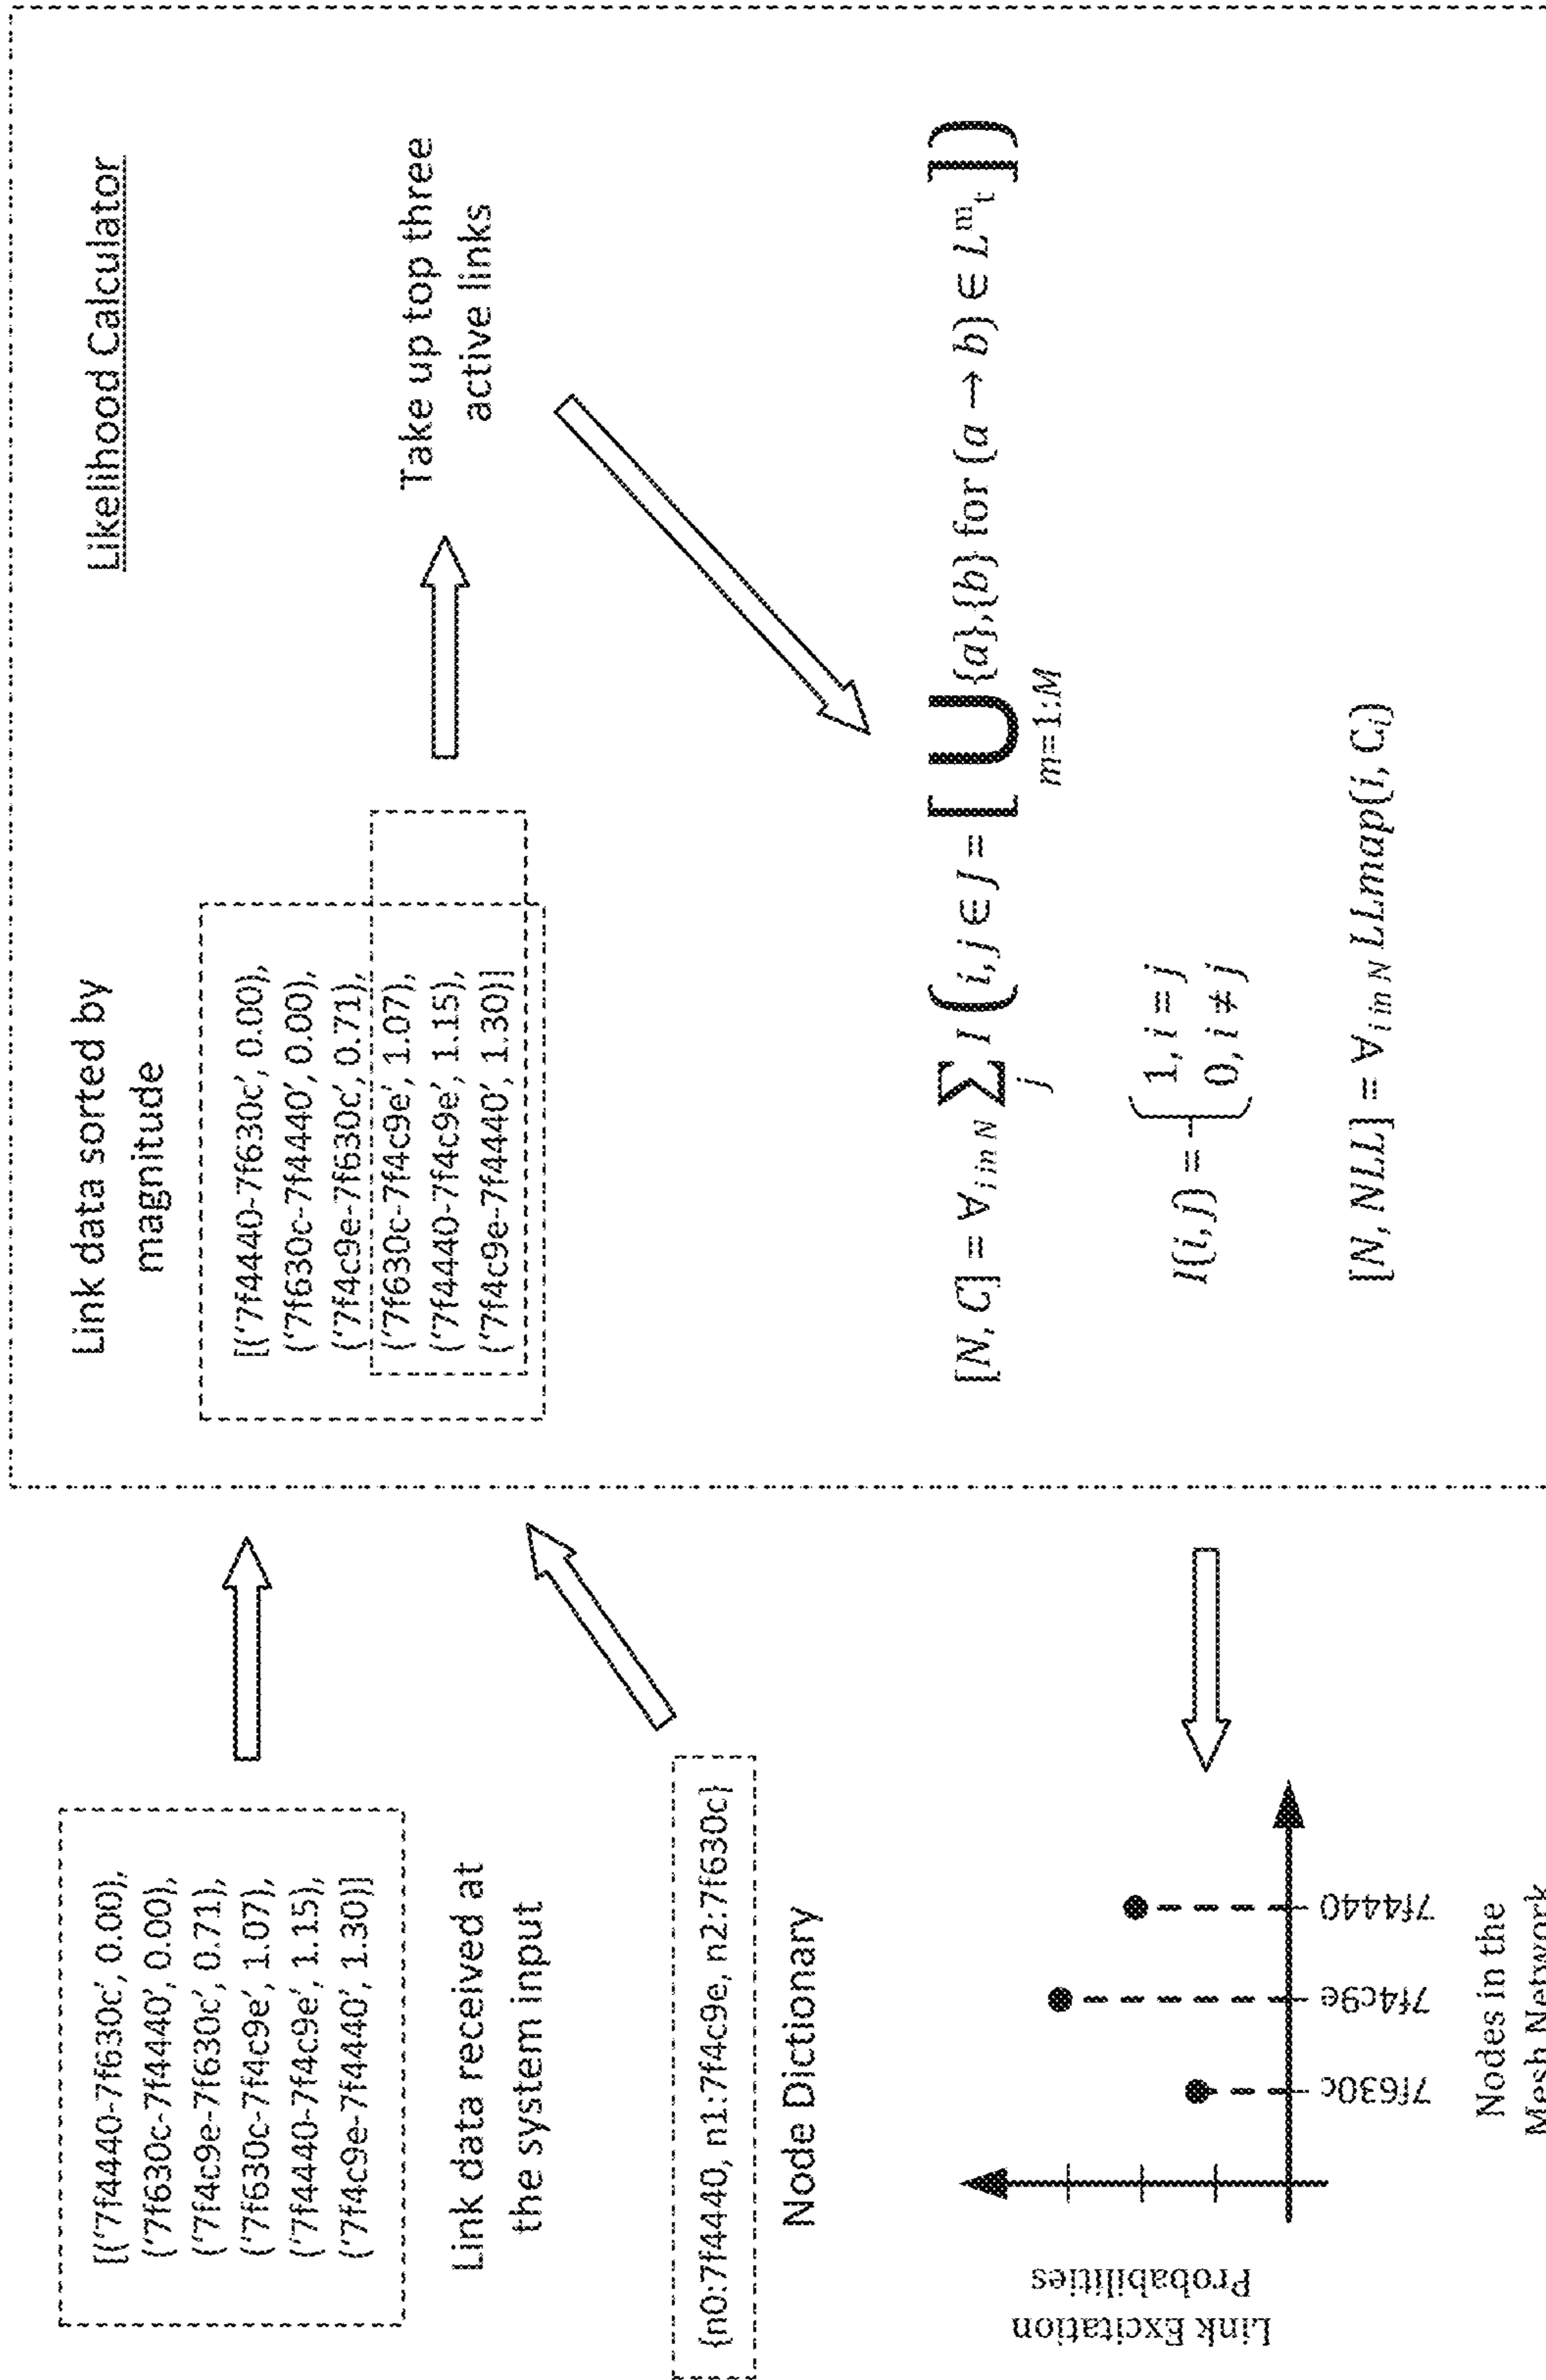 [('7f4440-7f630c', 0.00),
('7f630c-7f4440', 0.00),
('7f4c9e-7f630c', 0.71),
('7f630c-7f4c9e', 1.07),
('7f4440-7f4c9e', 1.15),
('7f4c9e-7f4440', 1.30)]
Link data received at
the system input
{n0:7f4440, n1:7f4c9e, n2:7f630c}
Node Dictionary
Link Excitation
Probabilities
7f630c
7f4c9e
7f4440
Nodes in the
Mesh Network
Likelihood Calculator
Link data sorted by
magnitude
[('7f4440-7f630c', 0.00),
('7f630c-7f4440', 0.00),
('7f4c9e-7f630c', 0.71),
('7f630c-7f4c9e', 1.07),
('7f4440-7f4c9e', 1.15),
('7f4c9e-7f4440', 1.30)]
Take up top three
active links
[N, C] = ∀ i in N ∑ j I (i, j ∈ J = [ ⋃ m=1:M {a},{b} for (a → b) ∈ Lᵐₜ ])
I(i,j) = { 1, i = j
0, i ≠ j
[N, NTT] = ∀ i in N LLmap(i, Cᵢ)